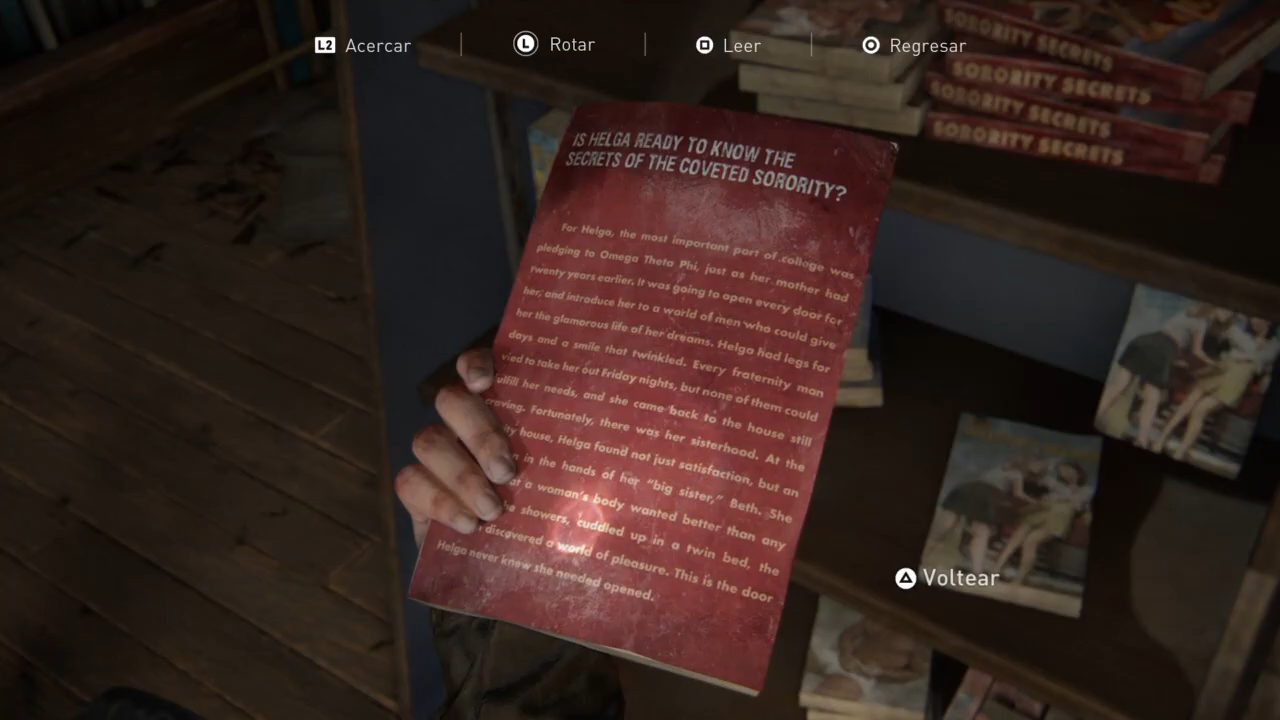 L2 Acercar
L Rotar
Leer
Regresar
SORORITY SECRETS
SORORITY SECRETS
SORORITY SECRETS
SORORITY SECRETS
IS HELGA READY TO KNOW THE
SECRETS OF THE COVETED SORORITY?
For Helga, the most important part of college was
pledging to Omega Theta Phi, just as her mother had
twenty years earlier. It was going to open every door for
her, and introduce her to a world of men who could give
her the glamorous life of her dreams. Helga had legs for
days and a smile that twinkled. Every fraternity man
vied to take her out Friday nights, but none of them could
fulfill her needs, and she came back to the house still
craving. Fortunately, there was her sisterhood. At the
house, Helga found not just satisfaction, but an
in the hands of her "big sister," Beth. She
a woman's body wanted better than any
showers, cuddled up in a twin bed, the
discovered a world of pleasure. This is the door
Helga never knew she needed opened.
Voltear